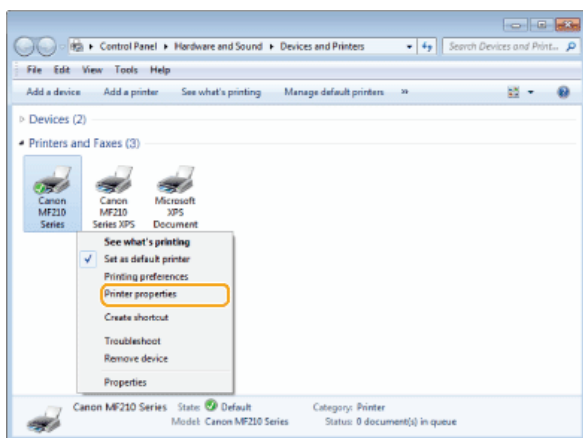 Control Panel ▸ Hardware and Sound ▸ Devices and Printers
Search Devices and Print...
File Edit View Tools Help
Add a device Add a printer See what's printing Manage default printers »
Devices (2)
Printers and Faxes (3)
Canon MF210 Series
Canon MF210 Series XPS
Microsoft XPS Document
See what's printing
Set as default printer
Printing preferences
Printer properties
Create shortcut
Troubleshoot
Remove device
Properties
Canon MF210 Series State: Default Category: Printer
Model: Canon MF210 Series Status: 0 document(s) in queue